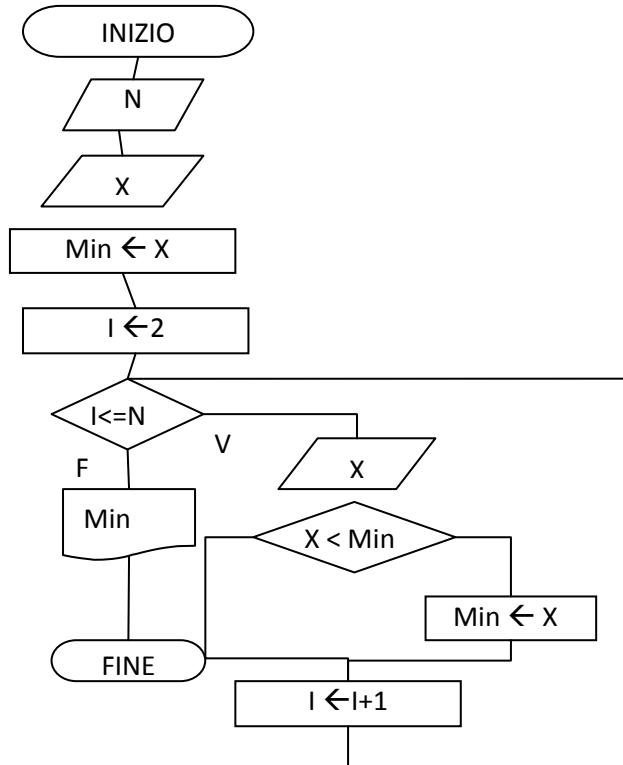 INIZIO
N
X
Min ← X
I ←2
I<=N
V
F
X
Min
X < Min
Min ← X
FINE
I ←I+1